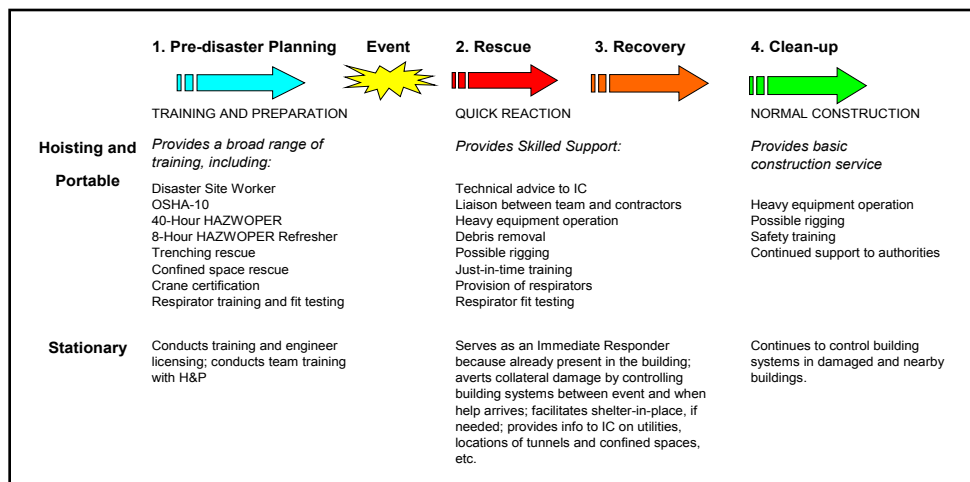 1. Pre-disaster Planning
Event
2. Rescue
3. Recovery
4. Clean-up
TRAINING AND PREPARATION
QUICK REACTION
NORMAL CONSTRUCTION
Hoisting and
Portable
Provides a broad range of
training, including:
Disaster Site Worker
OSHA-10
40-Hour HAZWOPER
8-Hour HAZWOPER Refresher
Trenching rescue
Confined space rescue
Crane certification
Respirator training and fit testing
Provides Skilled Support:
Technical advice to IC
Liaison between team and contractors
Heavy equipment operation
Debris removal
Possible rigging
Just-in-time training
Provision of respirators
Respirator fit testing
Provides basic
construction service
Heavy equipment operation
Possible rigging
Safety training
Continued support to authorities
Stationary
Conducts training and engineer
licensing; conducts team training
with H&P
Serves as an Immediate Responder
because already present in the building;
averts collateral damage by controlling
building systems between event and when
help arrives; facilitates shelter-in-place, if
needed; provides info to IC on utilities,
locations of tunnels and confined spaces,
etc.
Continues to control building
systems in damaged and nearby
buildings.